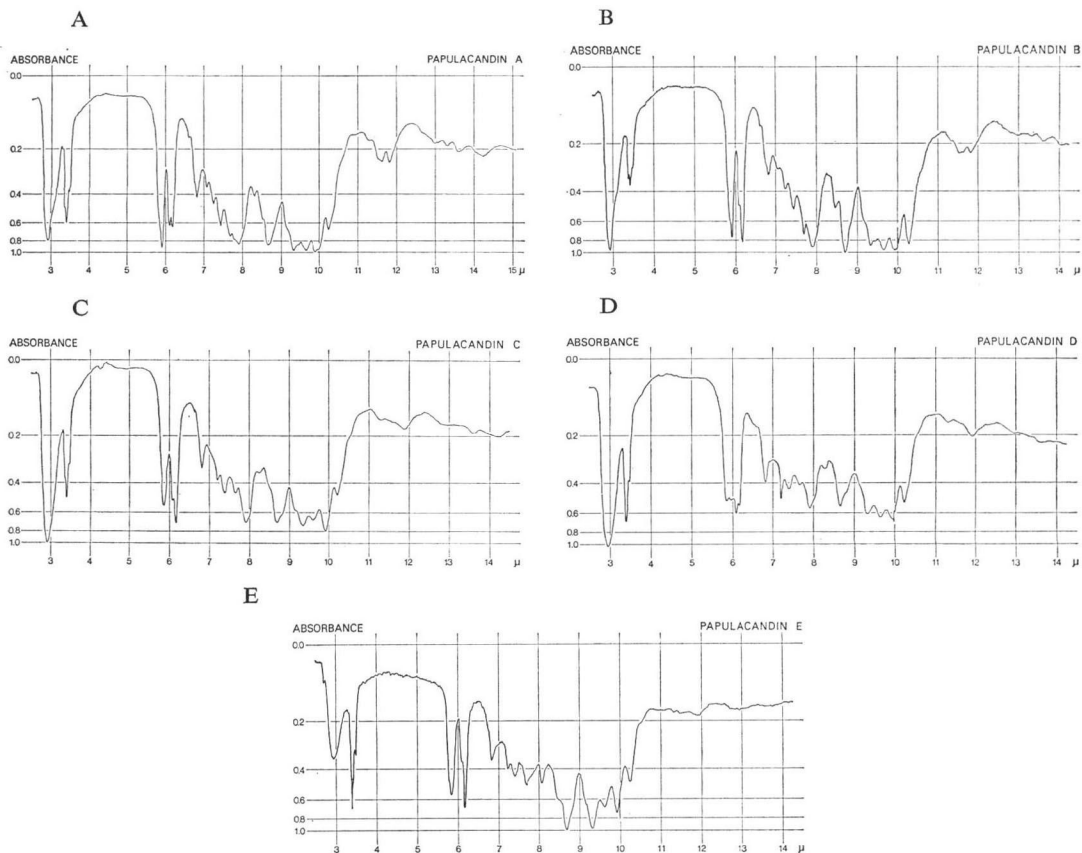 A
ABSORBANCE PAPULACANDIN A
0.0
0.2
0.4
0.6
0.8
1.0
3 4 5 6 7 8 9 10 11 12 13 14 15 μ
B
ABSORBANCE PAPULACANDIN B
0.0
0.2
0.4
0.6
0.8
1.0
3 4 5 6 7 8 9 10 11 12 13 14 μ
C
ABSORBANCE PAPULACANDIN C
0.0
0.2
0.4
0.6
0.8
1.0
3 4 5 6 7 8 9 10 11 12 13 14 μ
D
ABSORBANCE PAPULACANDIN D
0.0
0.2
0.4
0.6
0.8
1.0
3 4 5 6 7 8 9 10 11 12 13 14 μ
E
ABSORBANCE PAPULACANDIN E
0.0
0.2
0.4
0.6
0.8
1.0
3 4 5 6 7 8 9 10 11 12 13 14 μ